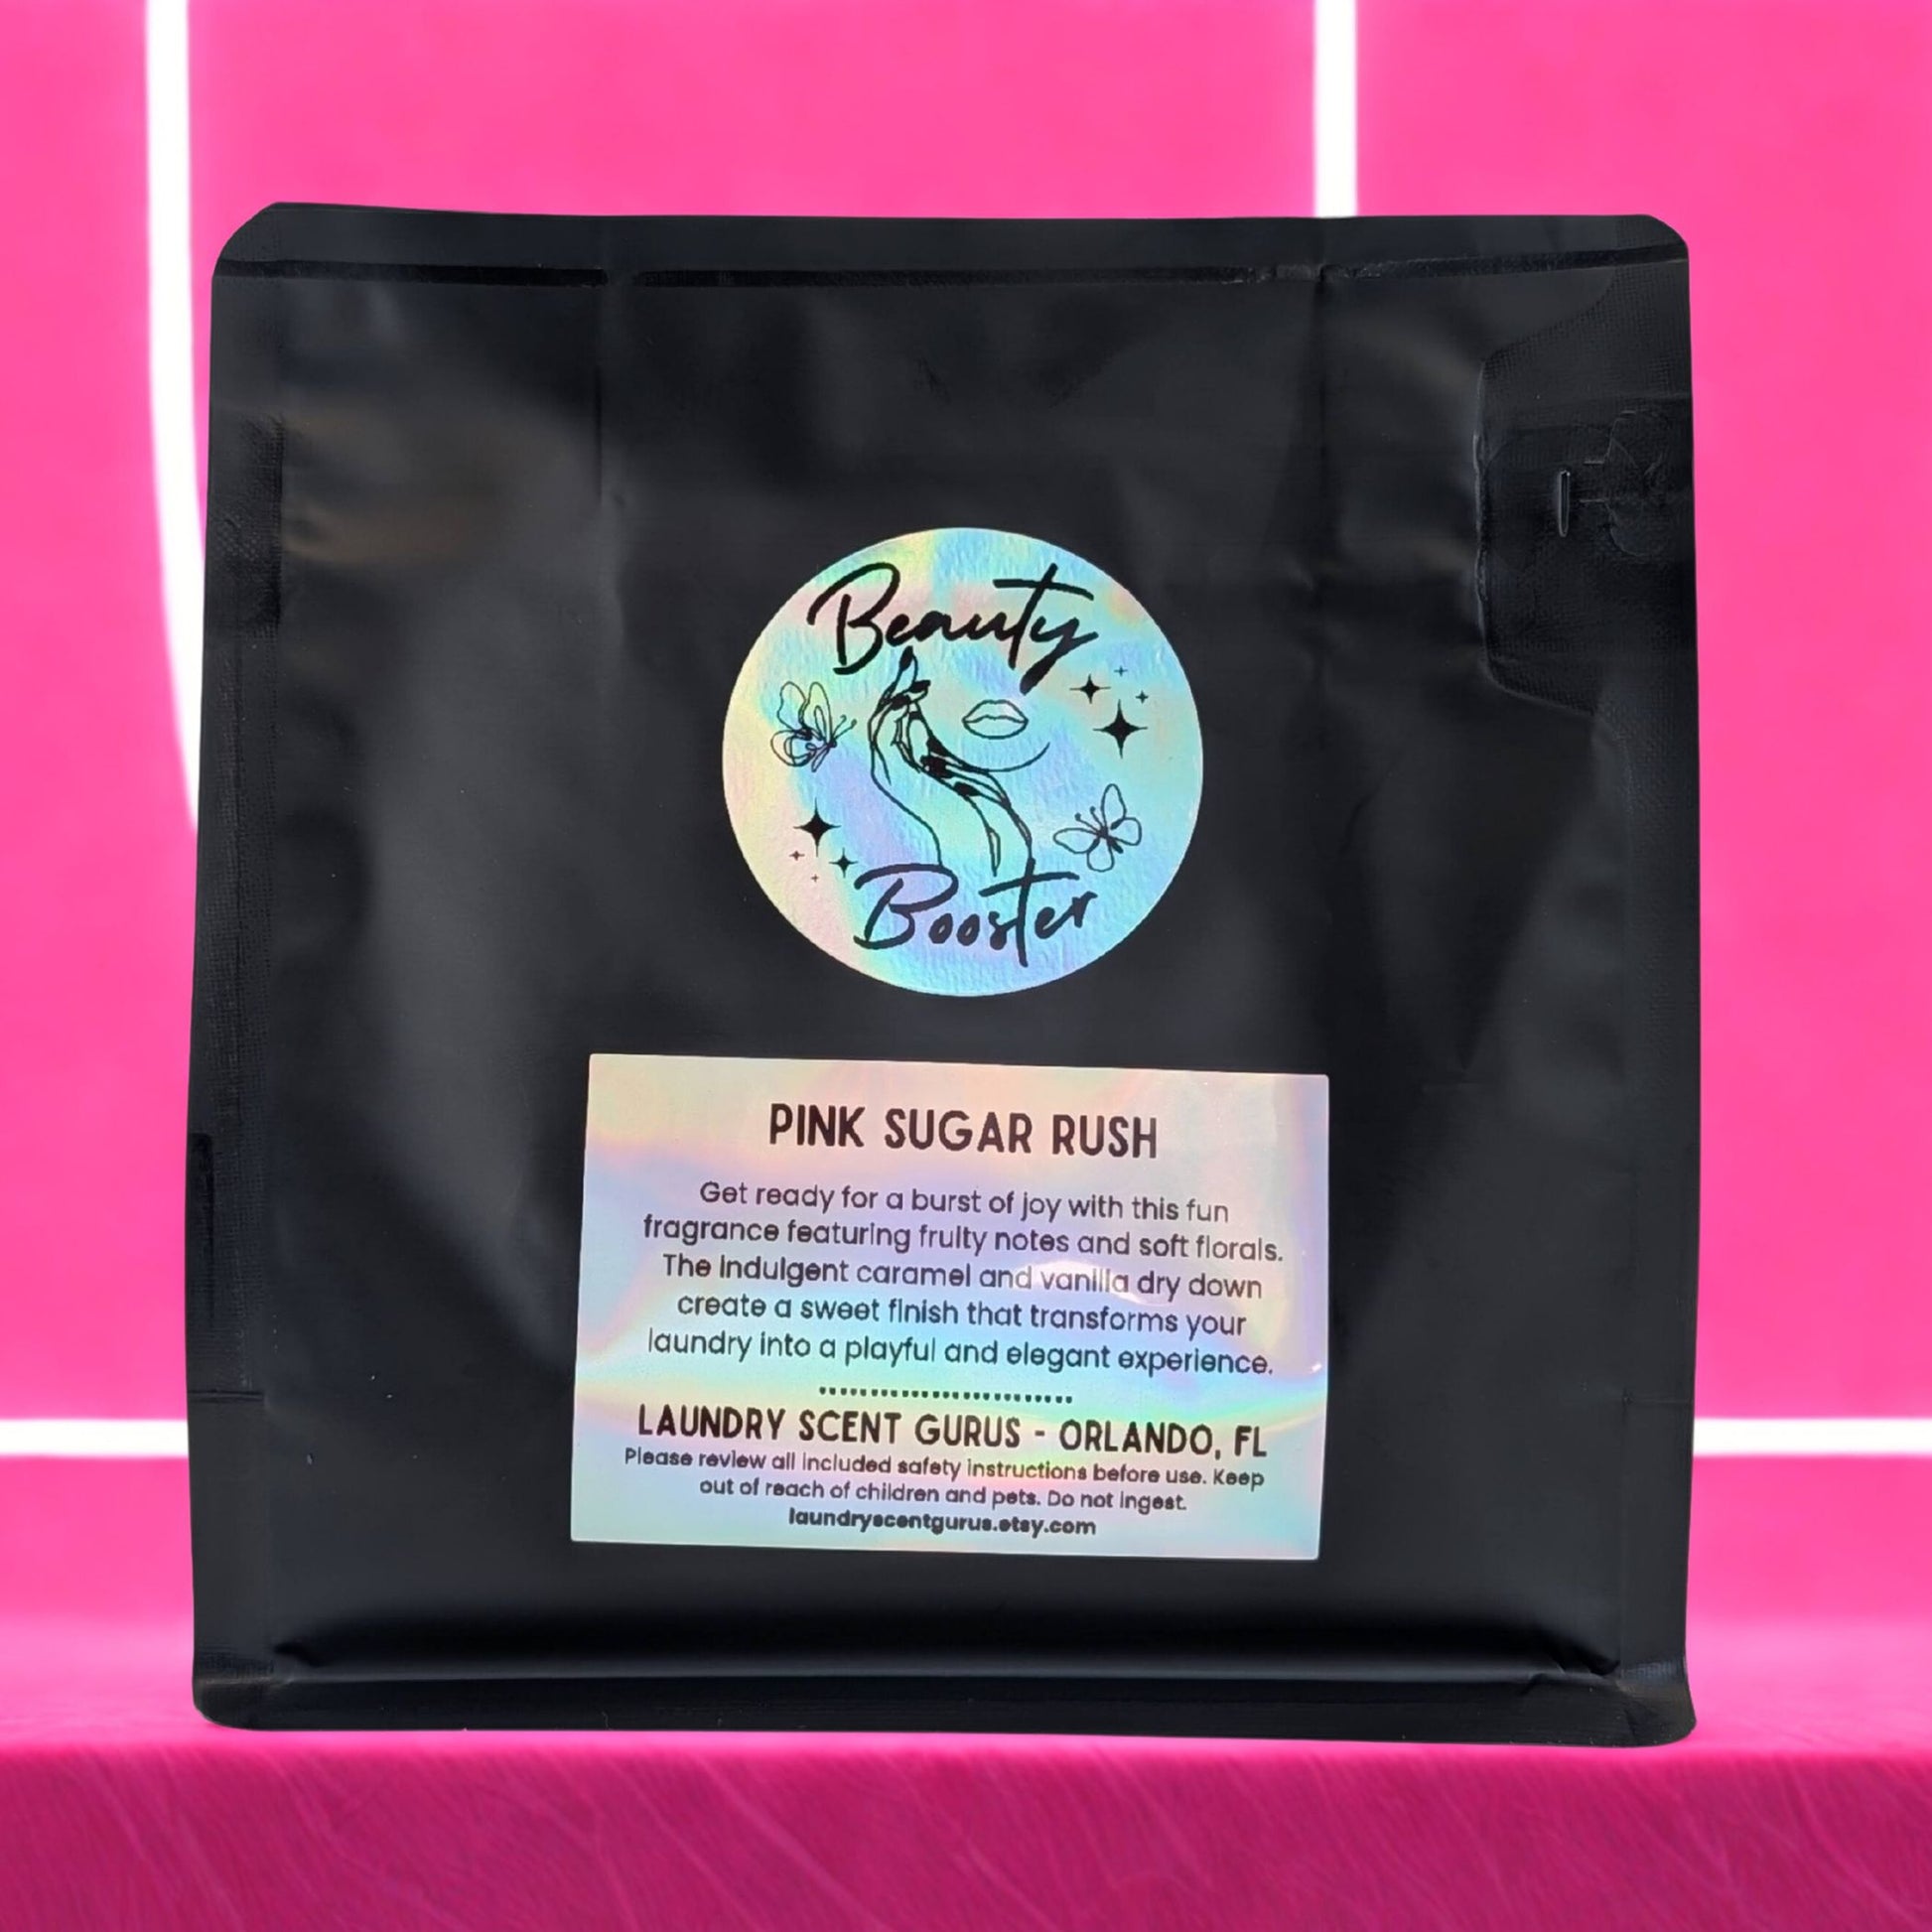 Beauty
Booster
PINK SUGAR RUSH
Get ready for a burst of joy with this fun
fragrance featuring fruity notes and soft florals.
The indulgent caramel and vanilla dry down
create a sweet finish that transforms your
laundry into a playful and elegant experience.
LAUNDRY SCENT GURUS - ORLANDO, FL
Please review all included safety instructions before use. Keep
out of reach of children and pets. Do not ingest.
laundryscentgurus.etsy.com